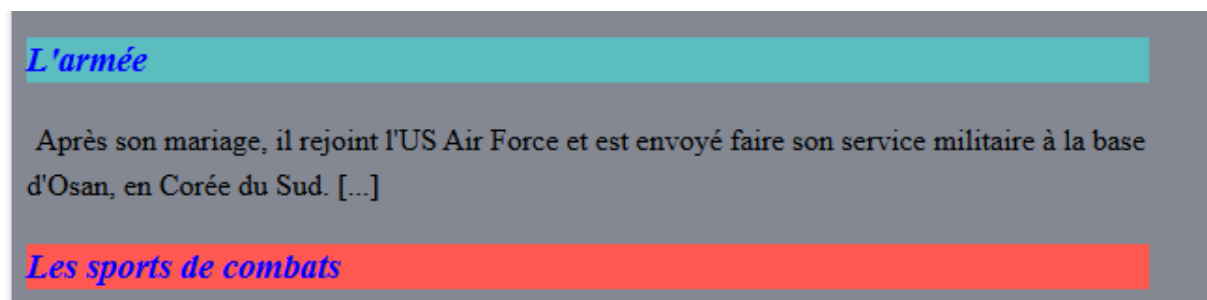 L'armée
Après son mariage, il rejoint l'US Air Force et est envoyé faire son service militaire à la base
d'Osan, en Corée du Sud. [...]
Les sports de combats